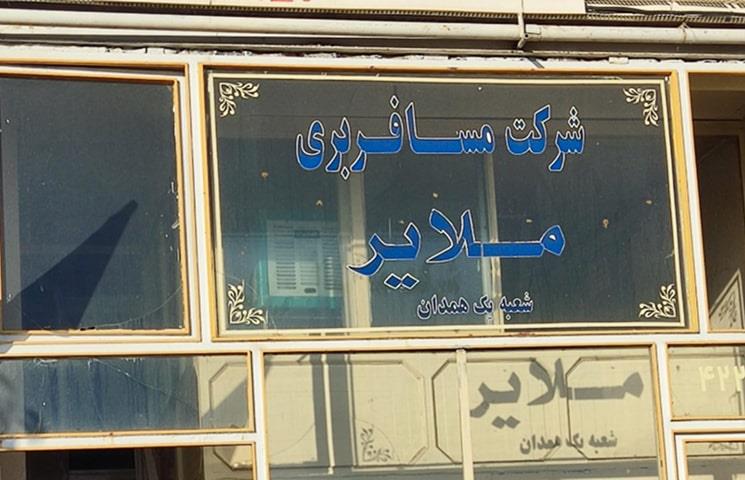 شرکت مسافربری
ملایر
شعبه یک همدان
ملایر
شعبه یک همدان